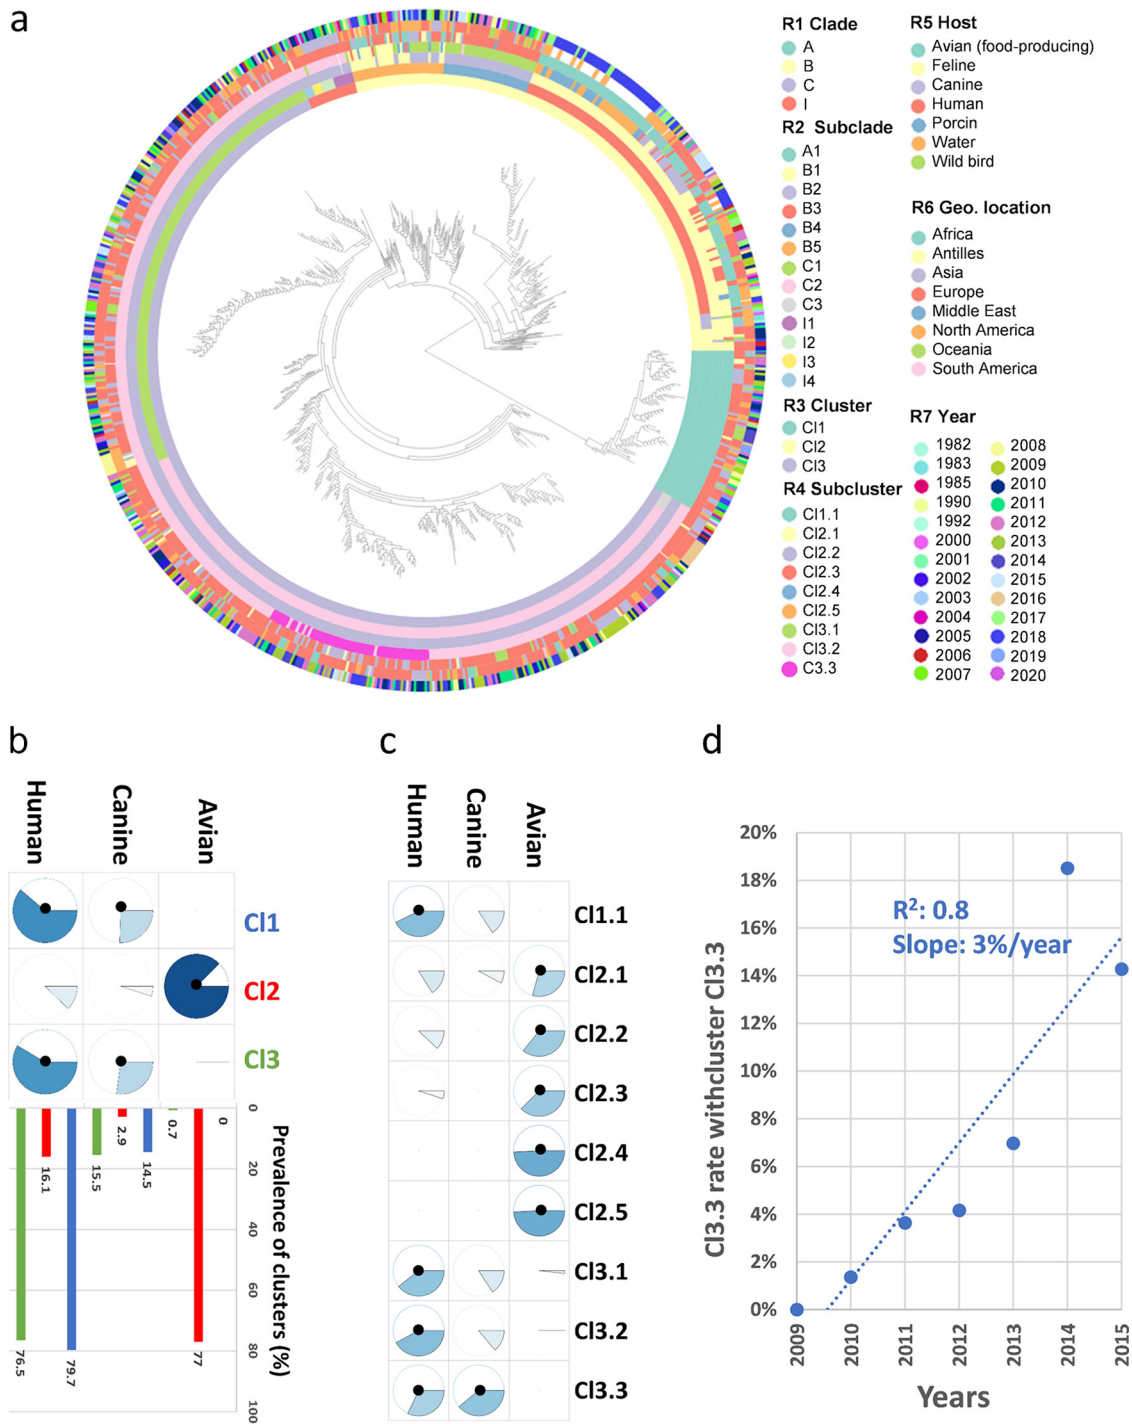 a
R1 Clade
A
B
C
I
R2 Subclade
A1
B1
B2
B3
B4
B5
C1
C2
C3
I1
I2
I3
I4
R3 Cluster
Cl1
Cl2
Cl3
R4 Subcluster
Cl1.1
Cl2.1
Cl2.2
Cl2.3
Cl2.4
Cl2.5
Cl3.1
Cl3.2
C3.3
R5 Host
Avian (food-producing)
Feline
Canine
Human
Porcin
Water
Wild bird
R6 Geo. location
Africa
Antilles
Asia
Europe
Middle East
North America
Oceania
South America
R7 Year
1982
1983
1985
1990
1992
2000
2001
2002
2003
2004
2005
2006
2007
2008
2009
2010
2011
2012
2013
2014
2015
2016
2017
2018
2019
2020
b
Human
Canine
Avian
Cl1
Cl2
Cl3
76.5
16.1
79.7
15.5
2.9
14.5
0.7
77
0
0
20
40
60
80
100
Prevalence of clusters (%)
c
Human
Canine
Avian
Cl1.1
Cl2.1
Cl2.2
Cl2.3
Cl2.4
Cl2.5
Cl3.1
Cl3.2
Cl3.3
d
Cl3.3 rate withcluster Cl3.3
20%
18%
16%
14%
12%
10%
8%
6%
4%
2%
0%
R²: 0.8
Slope: 3%/year
2009
2010
2011
2012
2013
2014
2015
Years